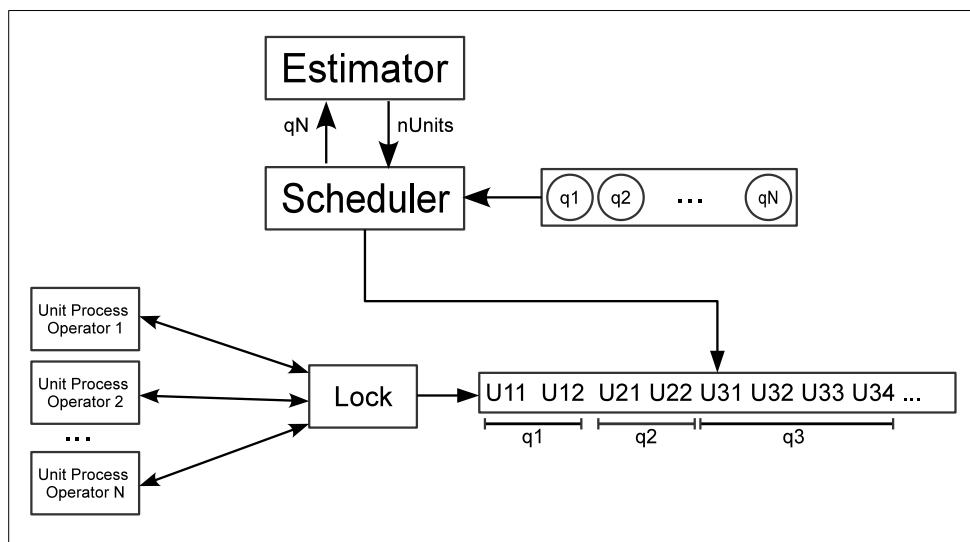 Estimator
qN
nUnits
Scheduler
q1 q2 ... qN
Unit Process
Operator 1
Unit Process
Operator 2
...
Unit Process
Operator N
Lock
U11 U12 U21 U22 U31 U32 U33 U34 ...
q1 q2 q3